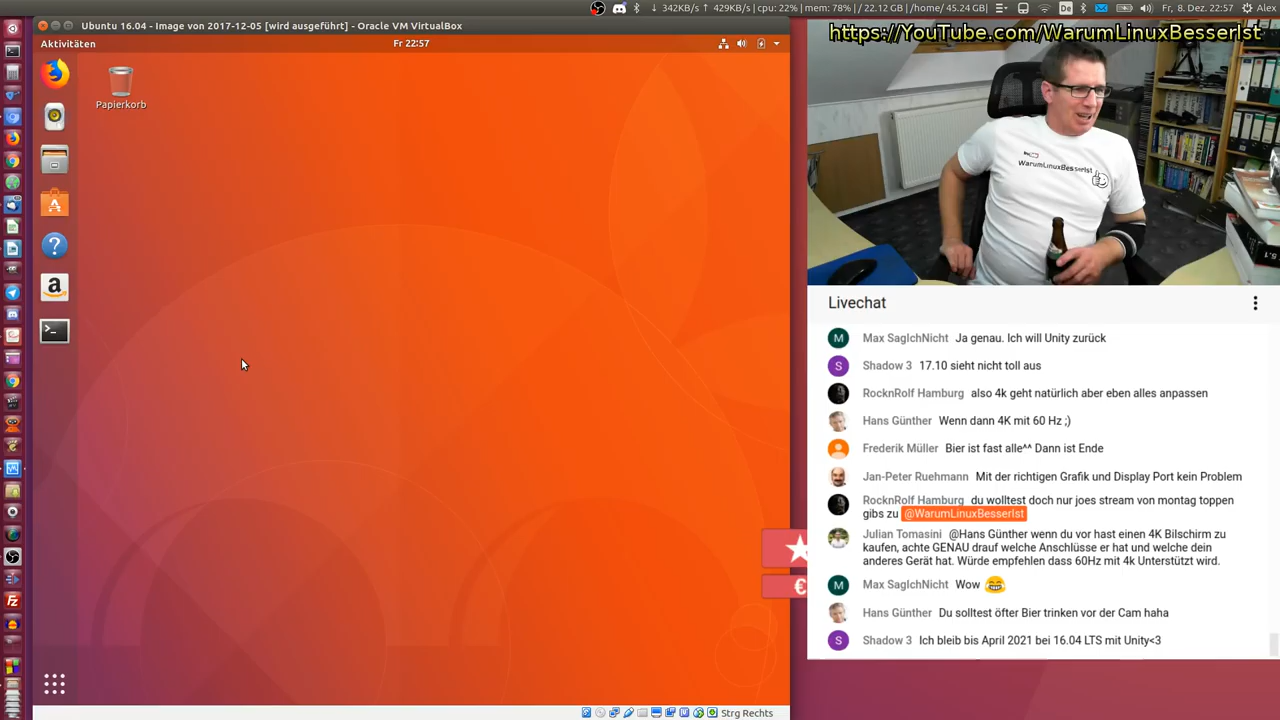 342KB/s
429KB/s cpu: 22% mem: 78% // 22.12 GB /home/ 45.24 GB
De
Fr, 8. Dez, 22:57
Alex
Ubuntu 16.04 - Image von 2017-12-05 [wird ausgeführt] - Oracle VM VirtualBox
Aktivitäten
Fr 22:57
https://YouTube.com/WarumLinuxBesserIst
Papierkorb
WarumLinuxBesserIst
Livechat
Max SagIchNicht Ja genau. Ich will Unity zurück
Shadow 3 17.10 sieht nicht toll aus
RocknRolf Hamburg also 4k geht natürlich aber eben alles anpassen
Hans Günther Wenn dann 4K mit 60 Hz ;)
Frederik Müller Bier ist fast alle^^ Dann ist Ende
Jan-Peter Ruehmann Mit der richtigen Grafik und Display Port kein Problem
RocknRolf Hamburg du wolltest doch nur joes stream von montag toppen
gibs zu @WarumLinuxBesserIst
Julian Tomasini @Hans Günther wenn du vor hast einen 4K Bilschirm zu
kaufen, achte GENAU drauf welche Anschlüsse er hat und welche dein
anderes Gerät hat. Würde empfehlen dass 60Hz mit 4k Unterstützt wird.
Max SagIchNicht Wow 😂
Hans Günther Du solltest öfter Bier trinken vor der Cam haha
Shadow 3 Ich bleib bis April 2021 bei 16.04 LTS mit Unity<3
Strg Rechts